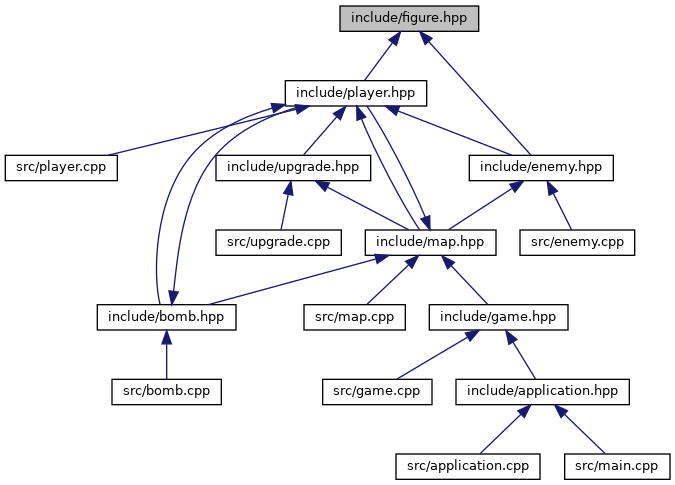 include/figure.hpp
include/player.hpp
src/player.cpp
include/upgrade.hpp
include/enemy.hpp
src/upgrade.cpp
include/map.hpp
src/enemy.cpp
include/bomb.hpp
src/map.cpp
include/game.hpp
src/bomb.cpp
src/game.cpp
include/application.hpp
src/application.cpp
src/main.cpp